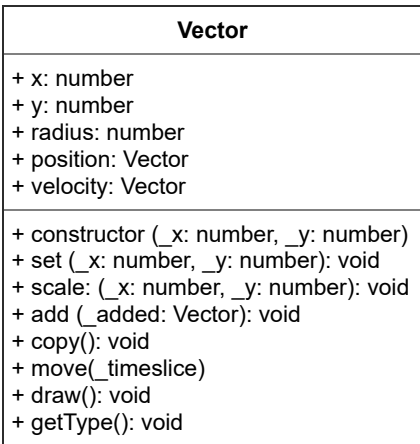 Vector
+ x: number
+ y: number
+ radius: number
+ position: Vector
+ velocity: Vector
+ constructor (_x: number, _y: number)
+ set (_x: number, _y: number): void
+ scale: (_x: number, _y: number): void
+ add (_added: Vector): void
+ copy(): void
+ move(_timeslice)
+ draw(): void
+ getType(): void